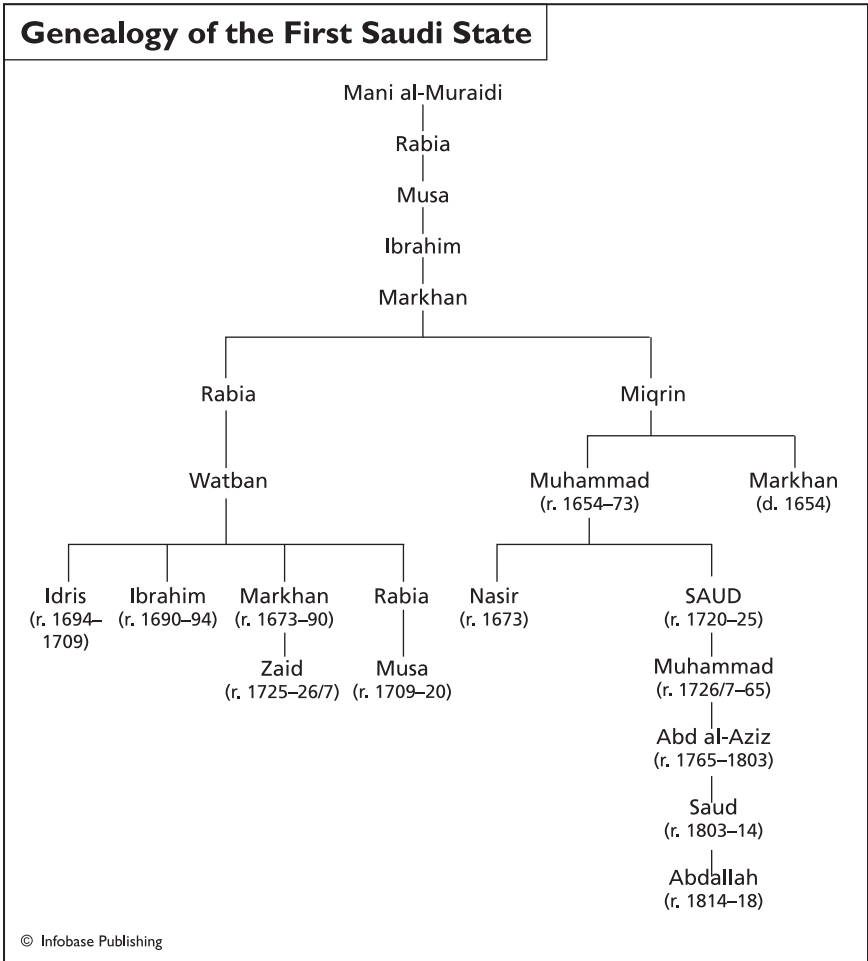 Genealogy of the First Saudi State
Mani al-Muraidi
Rabia
Musa
Ibrahim
Markhan
Rabia
Miqrin
Watban
Muhammad
(r. 1654–73)
Markhan
(d. 1654)
Idris
(r. 1694–
1709)
Ibrahim
(r. 1690–94)
Markhan
(r. 1673–90)
Rabia
Nasir
(r. 1673)
SAUD
(r. 1720–25)
Zaid
(r. 1725–26/7)
Musa
(r. 1709–20)
Muhammad
(r. 1726/7–65)
Abd al-Aziz
(r. 1765–1803)
Saud
(r. 1803–14)
Abdallah
(r. 1814–18)
© Infobase Publishing